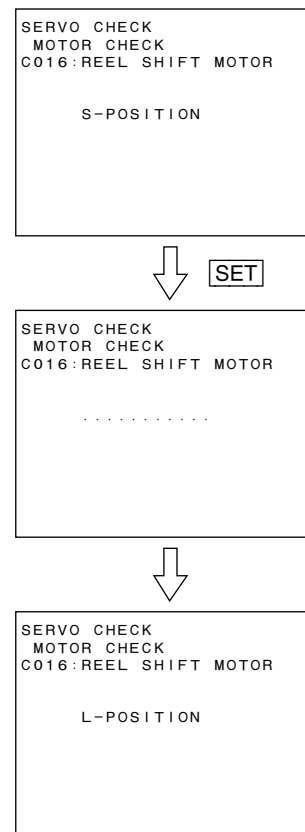 SERVO CHECK
MOTOR CHECK
C016:REEL SHIFT MOTOR
S-POSITION
SET
SERVO CHECK
MOTOR CHECK
C016:REEL SHIFT MOTOR
...........
SERVO CHECK
MOTOR CHECK
C016:REEL SHIFT MOTOR
L-POSITION